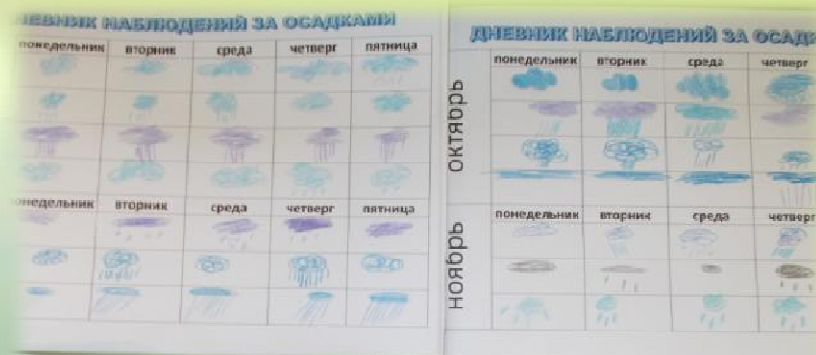 ДНЕВНИК НАБЛЮДЕНИЙ ЗА ОСАДКАМИ
понедельник вторник среда четверг пятница
понедельник вторник среда четверг пятница
ДНЕВНИК НАБЛЮДЕНИЙ ЗА ОСАДК
октябрь
понедельник вторник среда четверг
ноябрь
понедельник вторник среда четверг